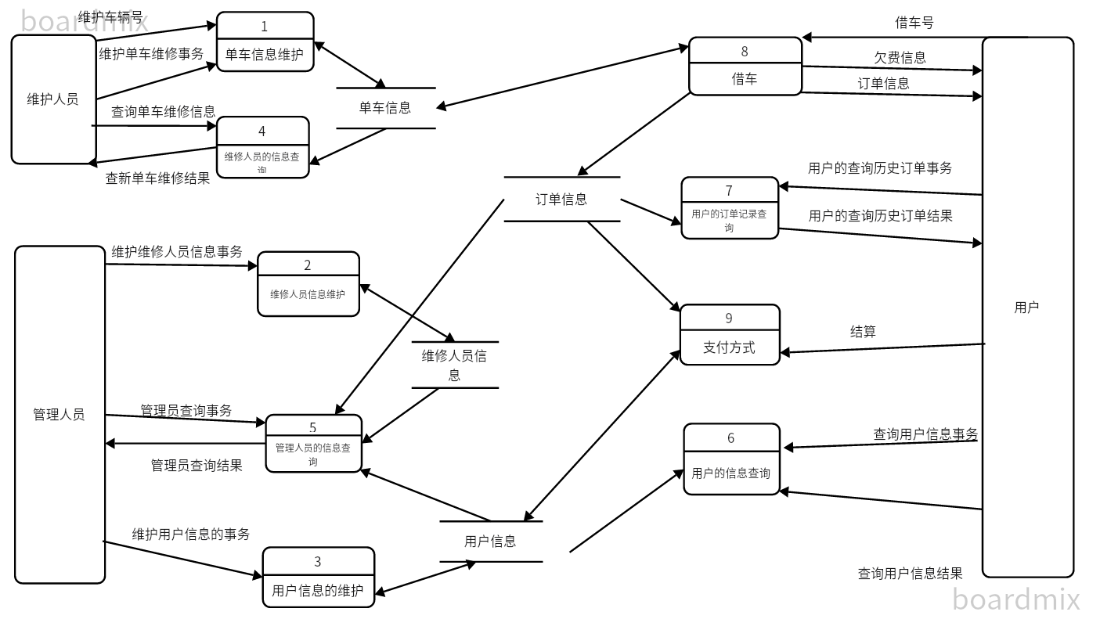 boardmix
维护车辆号
1
单车信息维护
维护单车维修事务
维护人员
查询单车维修信息
4
维修人员的信息查
询
查新单车维修结果
单车信息
借车号
8
借车
欠费信息
订单信息
订单信息
7
用户的订单记录查
询
用户的查询历史订单事务
用户的查询历史订单结果
维护维修人员信息事务
2
维修人员信息维护
维修人员信
息
9
支付方式
结算
用户
管理人员
管理员查询事务
5
管理人员的信息查
询
管理员查询结果
6
用户的信息查询
查询用户信息事务
用户信息
维护用户信息的事务
3
用户信息的维护
查询用户信息结果
boardmix